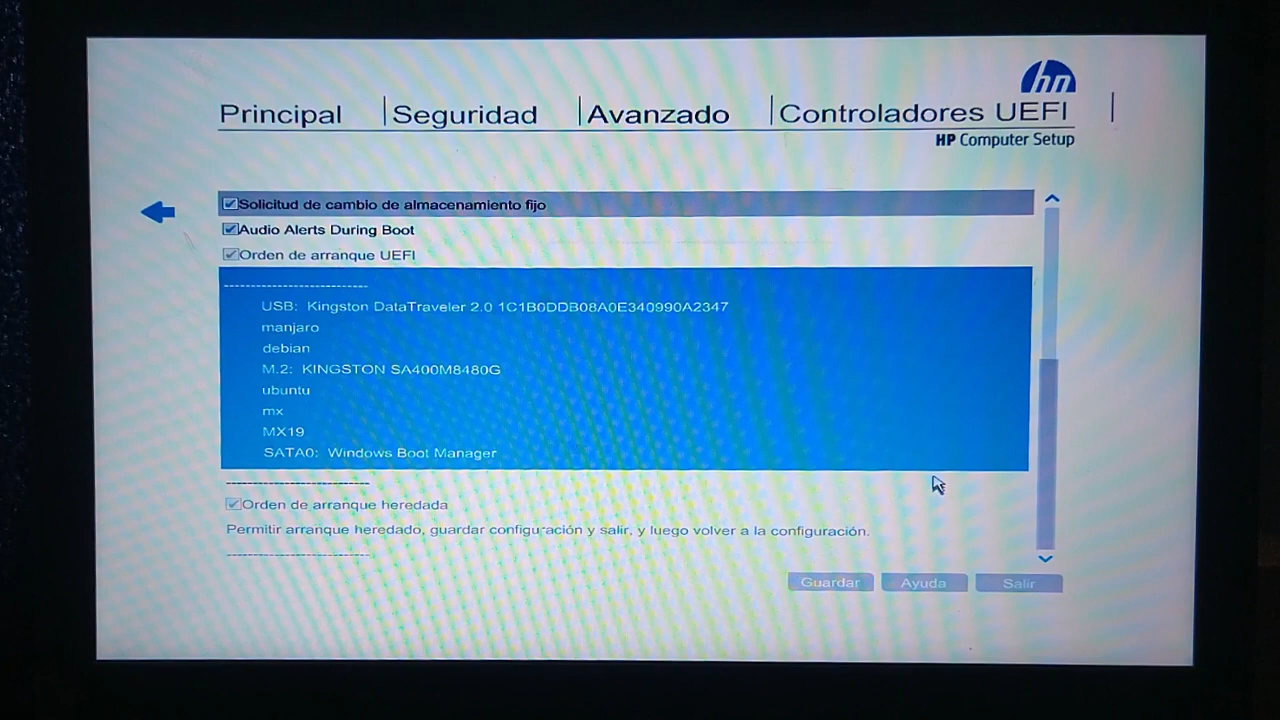 hp
Principal
Seguridad
Avanzado
Controladores UEFI
HP Computer Setup
Solicitud de cambio de almacenamiento fijo
Audio Alerts During Boot
Orden de arranque UEFI
---------------------------
USB: Kingston DataTraveler 2.0 1C1B0DDB08A0E340990A2347
manjaro
debian
M.2: KINGSTON SA400M8480G
ubuntu
mx
MX19
SATA0: Windows Boot Manager
---------------------------
Orden de arranque heredada
Permitir arranque heredado, guardar configuración y salir, y luego volver a la configuración.
---------------------------
Guardar
Ayuda
Salir